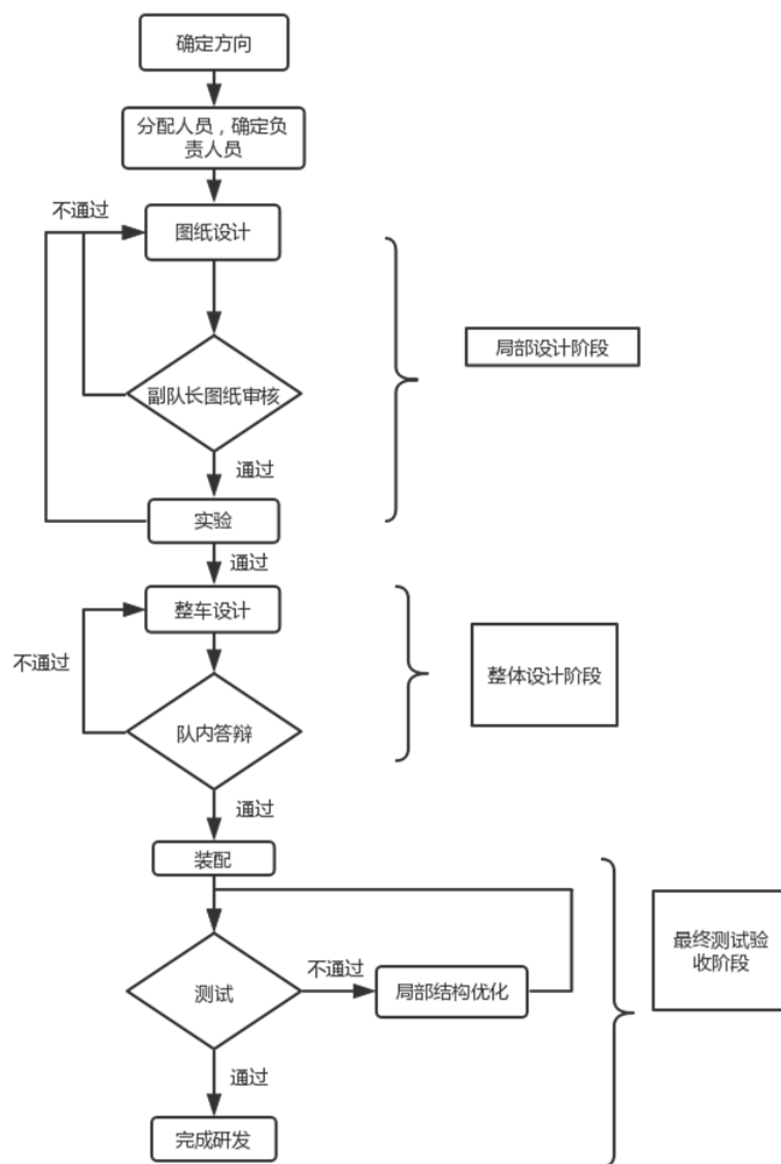 确定方向
分配人员，确定负
责人员
不通过
图纸设计
局部设计阶段
副队长图纸审核
通过
实验
通过
整车设计
不通过
整体设计阶段
队内答辩
通过
装配
最终测试验
收阶段
不通过
测试
局部结构优化
通过
完成研发